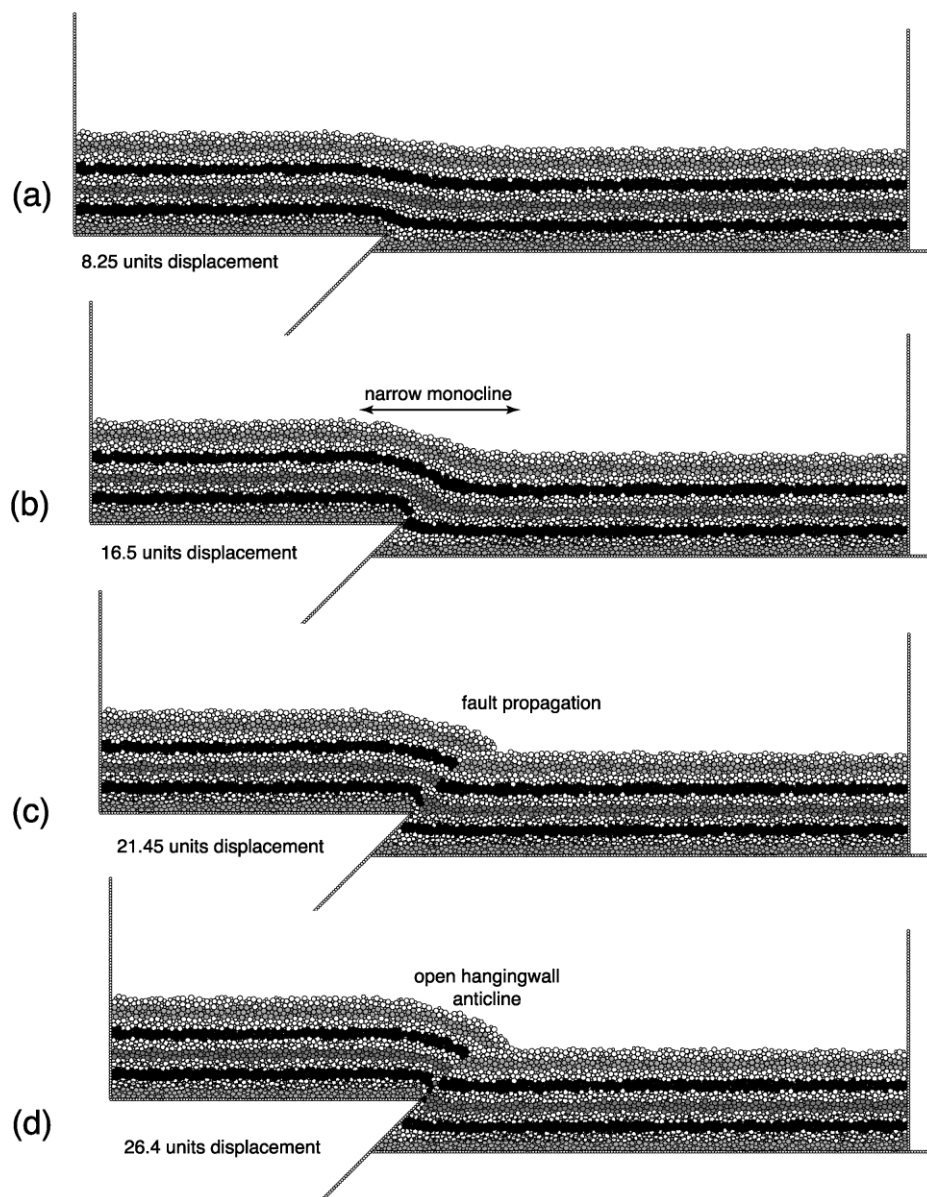 (a)
8.25 units displacement
narrow monocline
(b)
16.5 units displacement
fault propagation
(c)
21.45 units displacement
open hangingwall
anticline
(d)
26.4 units displacement